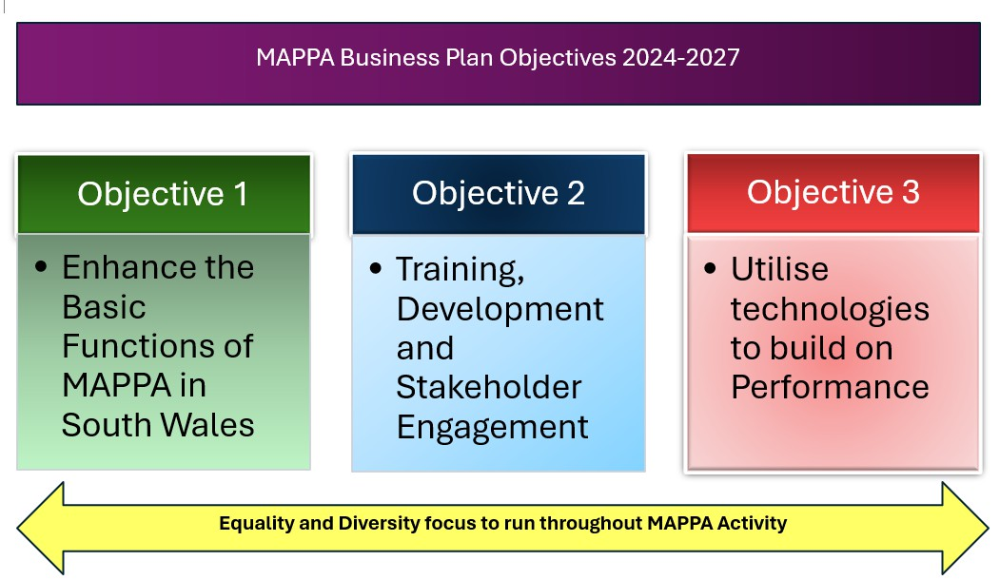 MAPPA Business Plan Objectives 2024-2027
Objective 1
• Enhance the
Basic
Functions of
MAPPA in
South Wales
Objective 2
• Training,
Development
and
Stakeholder
Engagement
Objective 3
• Utilise
technologies
to build on
Performance
Equality and Diversity focus to run throughout MAPPA Activity